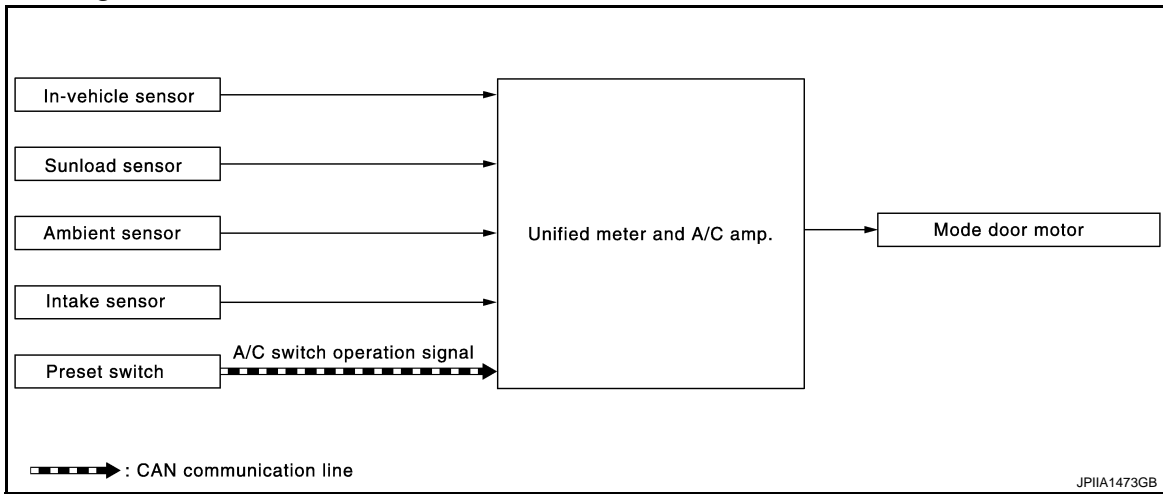 In-vehicle sensor
Sunload sensor
Ambient sensor
Intake sensor
Preset switch
A/C switch operation signal
Unified meter and A/C amp.
Mode door motor
: CAN communication line
JPIIA1473GB